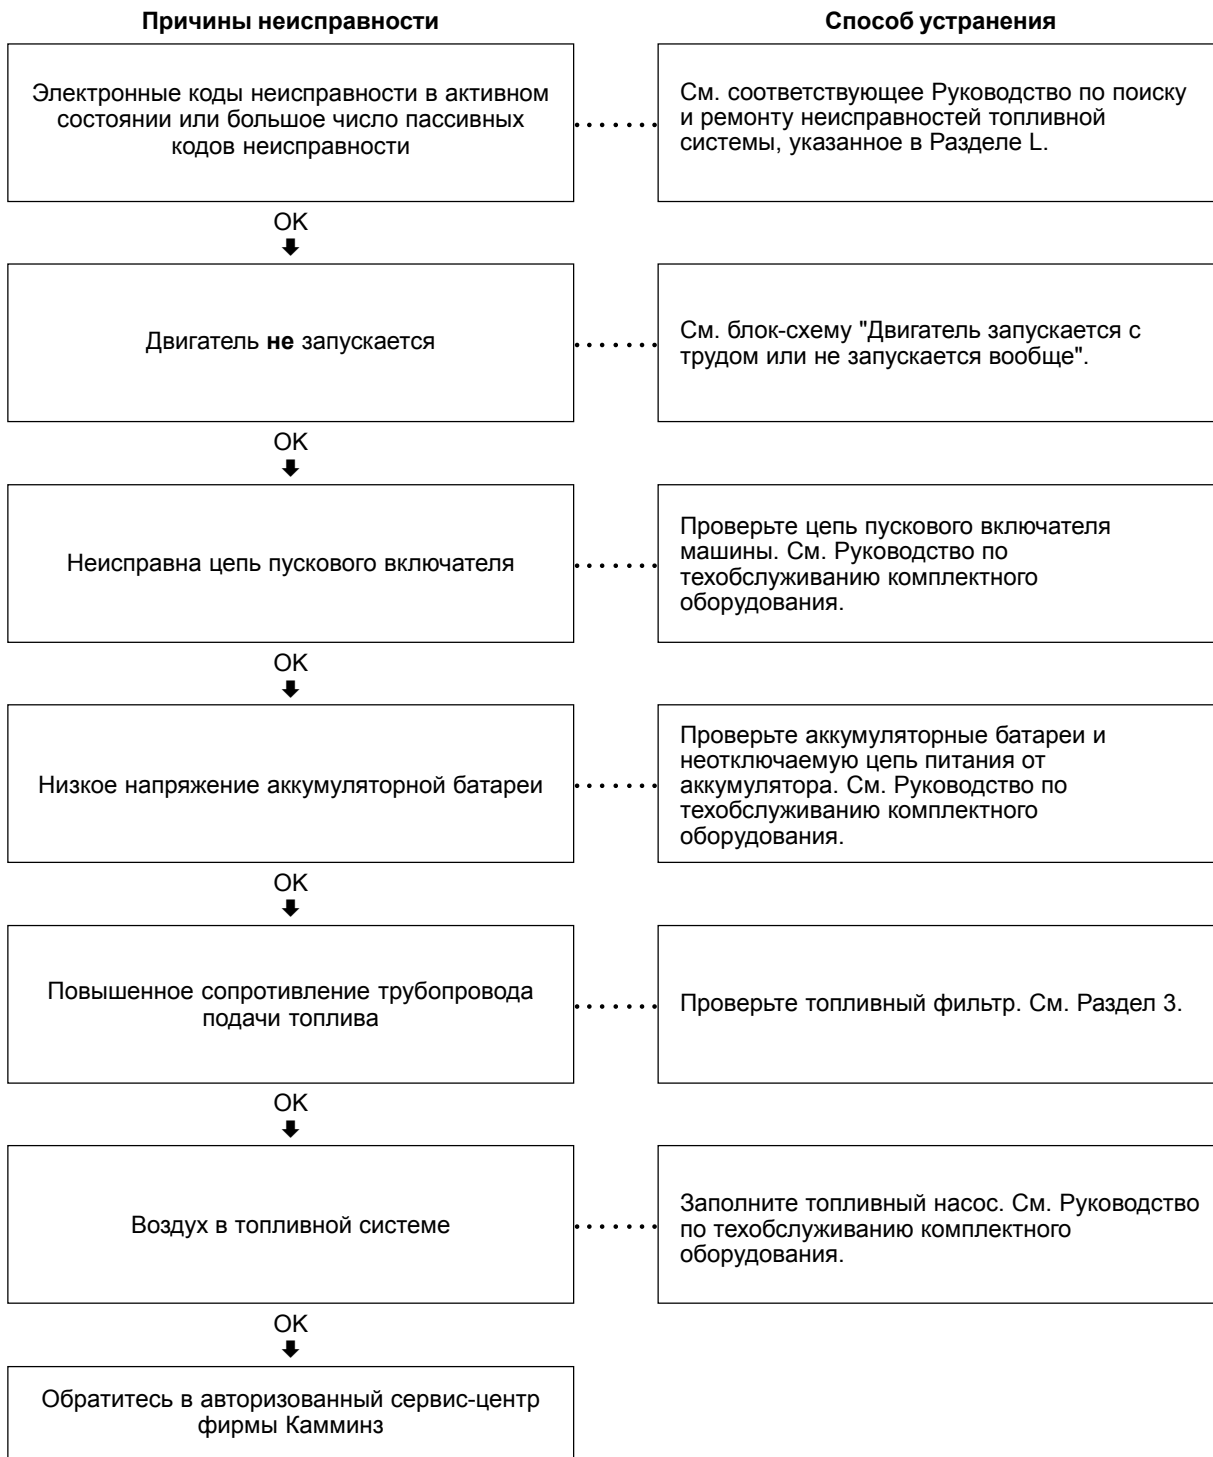 Причины неисправности
Способ устранения
Электронные коды неисправности в активном
состоянии или большое число пассивных
кодов неисправности
См. соответствующее Руководство по поиску
и ремонту неисправностей топливной
системы, указанное в Разделе L.
OK
Двигатель не запускается
См. блок-схему "Двигатель запускается с
трудом или не запускается вообще".
OK
Неисправна цепь пускового включателя
Проверьте цепь пускового включателя
машины. См. Руководство по
техобслуживанию комплектного
оборудования.
OK
Низкое напряжение аккумуляторной батареи
Проверьте аккумуляторные батареи и
неотключаемую цепь питания от
аккумулятора. См. Руководство по
техобслуживанию комплектного
оборудования.
OK
Повышенное сопротивление трубопровода
подачи топлива
Проверьте топливный фильтр. См. Раздел 3.
OK
Воздух в топливной системе
Заполните топливный насос. См. Руководство
по техобслуживанию комплектного
оборудования.
OK
Обратитесь в авторизованный сервис-центр
фирмы Камминз